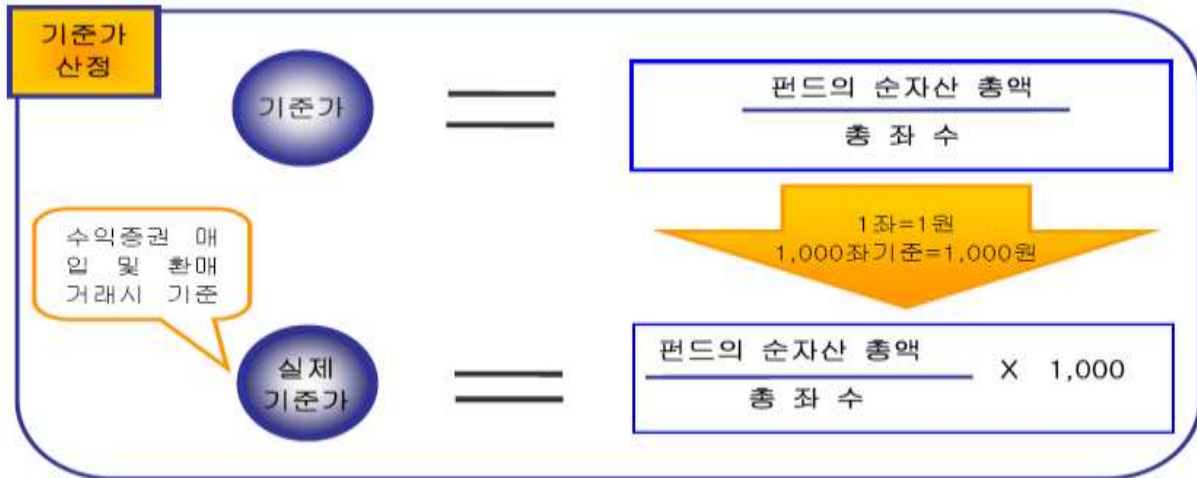 기준가
산정
기준가
펀드의 순자산 총액
총 좌 수
1좌=1원
1,000좌기준=1,000원
수익증권 매
입 및 환매
거래시 기준
실제
기준가
펀드의 순자산 총액
총 좌 수
X 1,000